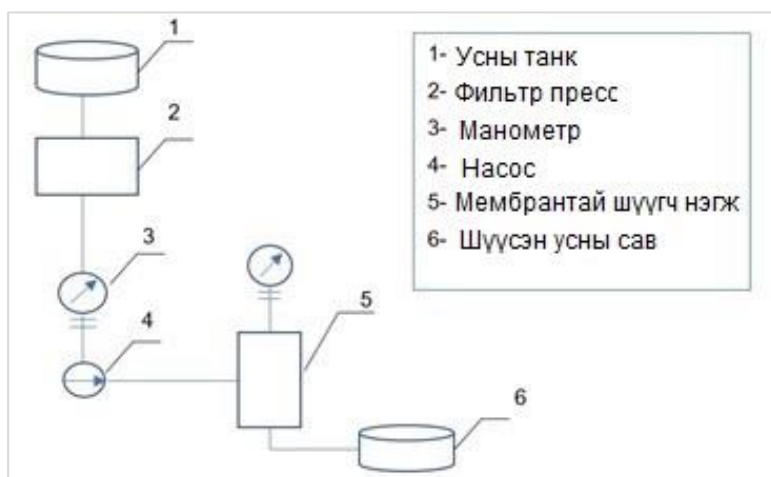 1
2
3
4
5
6
1- Усны танк
2- Фильтр пресс
3- Манометр
4- Насос
5- Мембрантай шүүгч нэгж
6- Шүүсэн усны сав